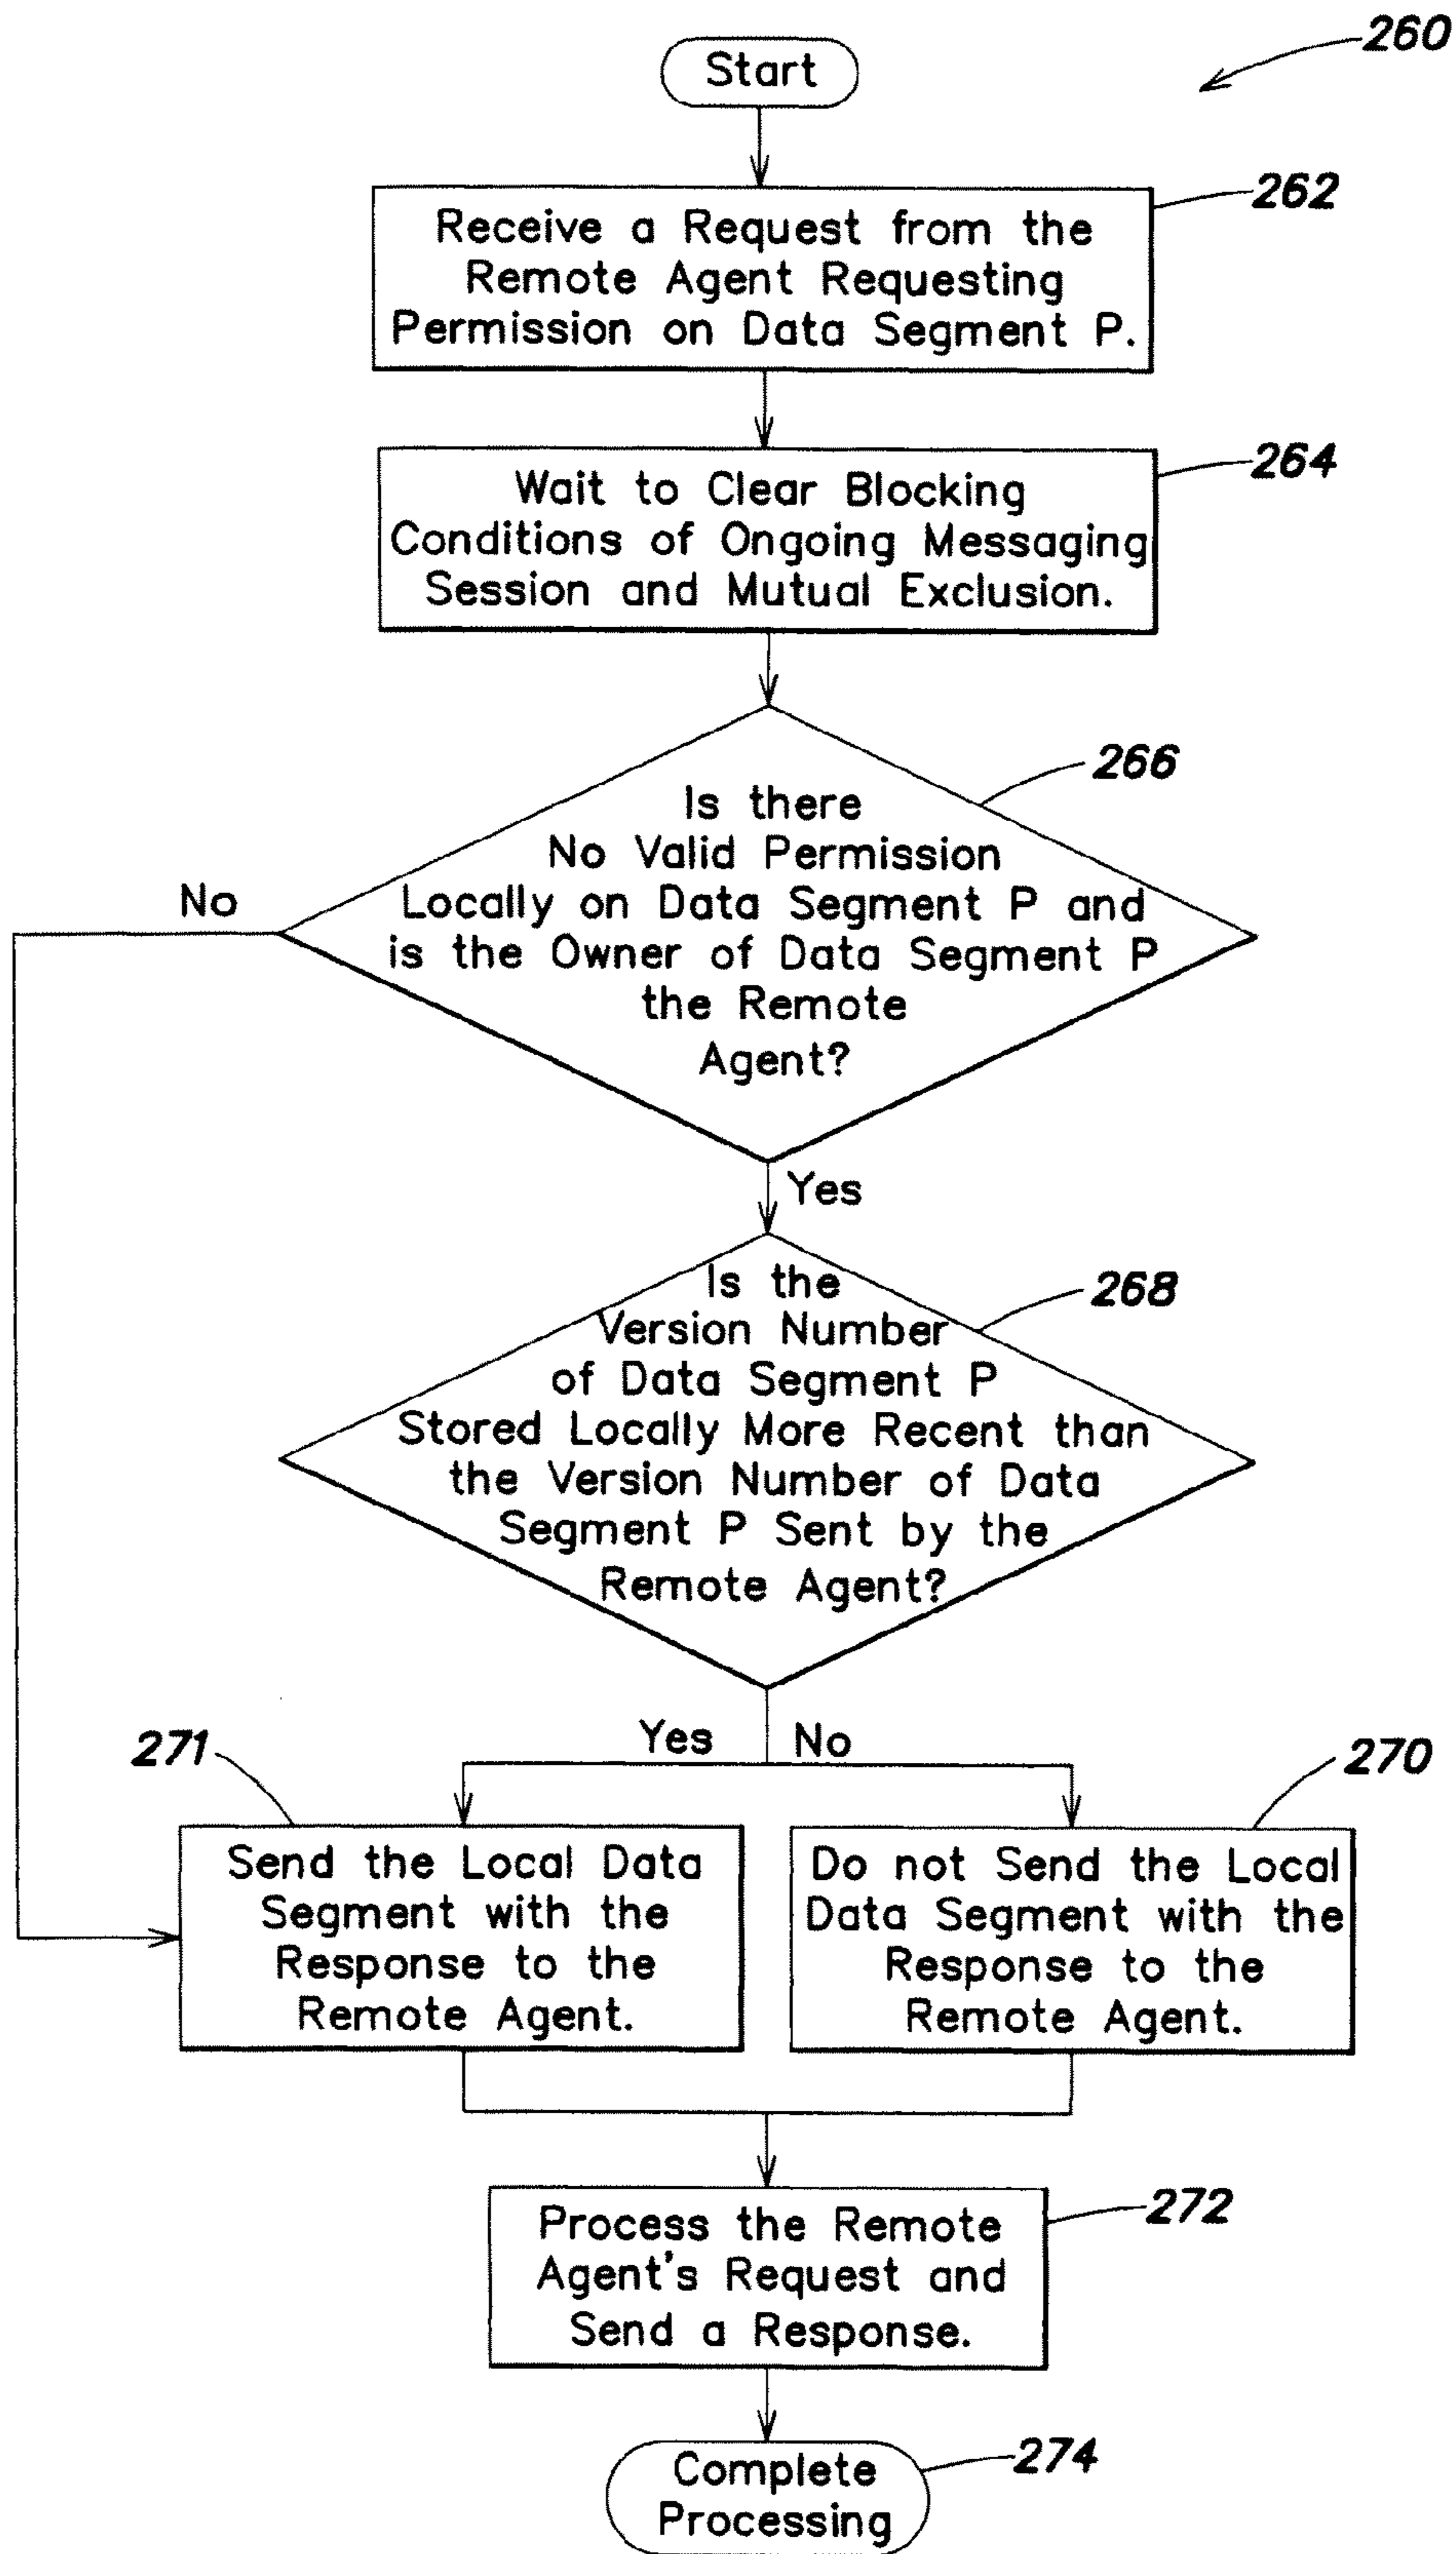 260
Start
262
Receive a Request from the
Remote Agent Requesting
Permission on Data Segment P.
264
Wait to Clear Blocking
Conditions of Ongoing Messaging
Session and Mutual Exclusion.
266
Is there
No Valid Permission
Locally on Data Segment P and
is the Owner of Data Segment P
the Remote
Agent?
No
Yes
268
Is the
Version Number
of Data Segment P
Stored Locally More Recent than
the Version Number of Data
Segment P Sent by the
Remote Agent?
Yes
No
271
Send the Local Data
Segment with the
Response to the
Remote Agent.
270
Do not Send the Local
Data Segment with the
Response to the
Remote Agent.
272
Process the Remote
Agent's Request and
Send a Response.
274
Complete
Processing